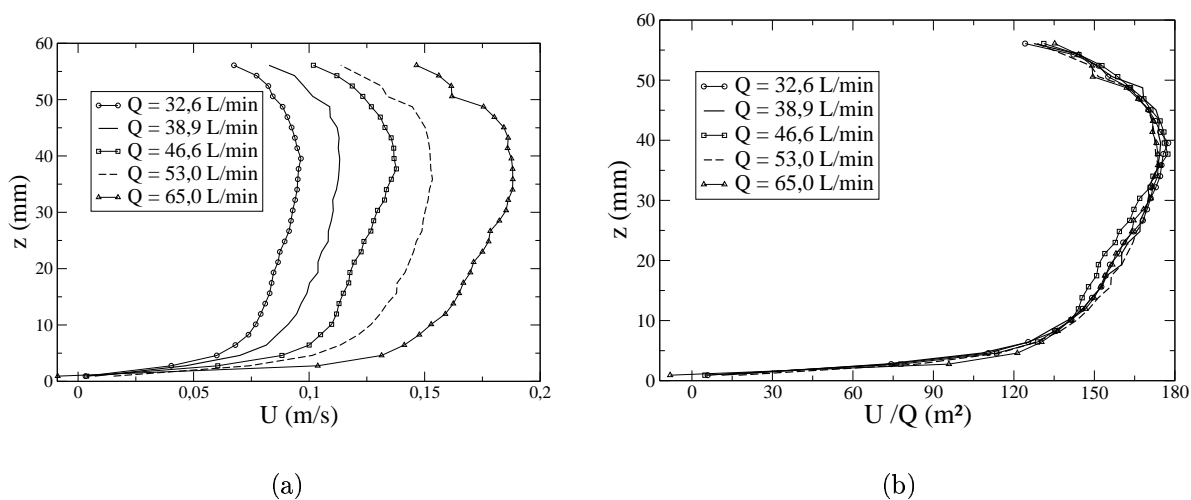 60
50
40
30
20
10
0
z (mm)
Q = 32,6 L/min
Q = 38,9 L/min
Q = 46,6 L/min
Q = 53,0 L/min
Q = 65,0 L/min
0 0,05 0,1 0,15 0,2
U (m/s)
(a)
60
50
40
30
20
10
0
z (mm)
Q = 32,6 L/min
Q = 38,9 L/min
Q = 46,6 L/min
Q = 53,0 L/min
Q = 65,0 L/min
0 30 60 90 120 150 180
U /Q (m²)
(b)